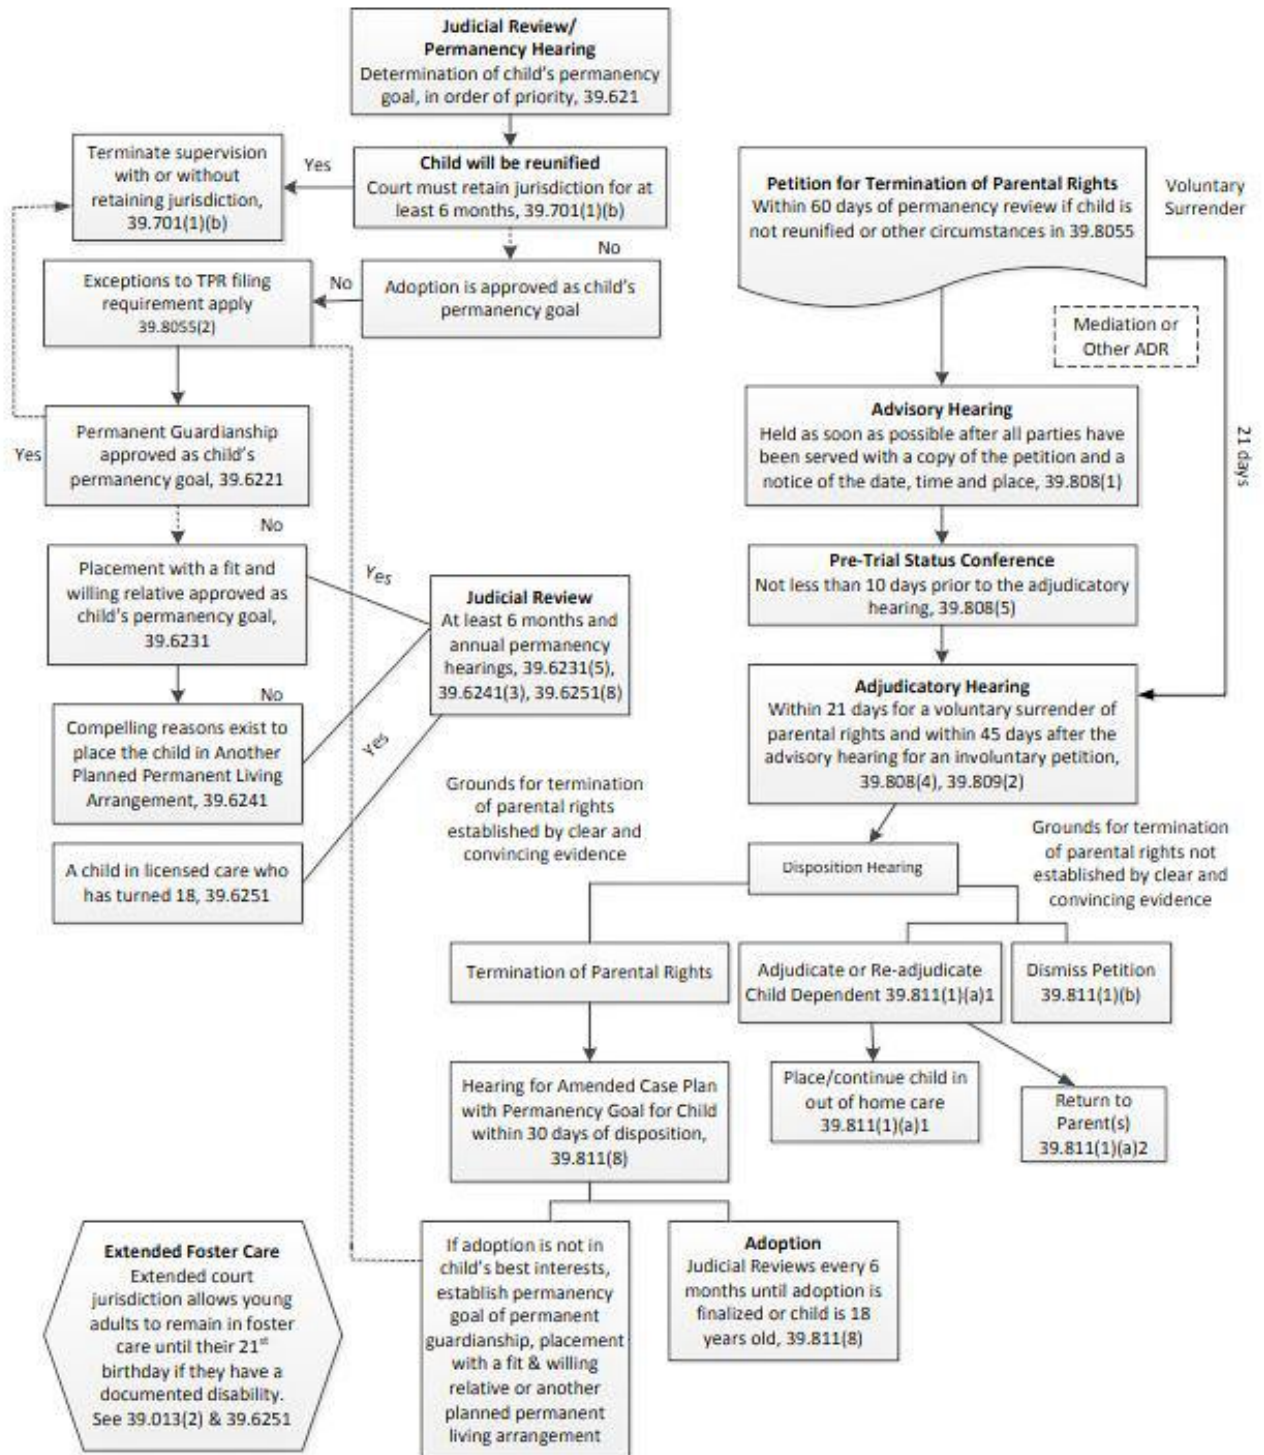 Judicial Review/
Permanency Hearing
Determination of child's permanency
goal, in order of priority, 39.621
Terminate supervision
with or without
retaining jurisdiction,
39.701(1)(b)
Yes
Child will be reunified
Court must retain jurisdiction for at
least 6 months, 39.701(1)(b)
No
Exceptions to TPR filing
requirement apply
39.8055(2)
No
Adoption is approved as child's
permanency goal
Permanent Guardianship
approved as child's
permanency goal, 39.6221
Yes
No
Placement with a fit and
willing relative approved as
child's permanency goal,
39.6231
Yes
No
Compelling reasons exist to
place the child in Another
Planned Permanent Living
Arrangement, 39.6241
Yes
A child in licensed care who
has turned 18, 39.6251
Judicial Review
At least 6 months and
annual permanency
hearings, 39.6231(5),
39.6241(3), 39.6251(8)
Petition for Termination of Parental Rights
Within 60 days of permanency review if child is
not reunified or other circumstances in 39.8055
Voluntary
Surrender
Mediation or
Other ADR
21 days
Advisory Hearing
Held as soon as possible after all parties have
been served with a copy of the petition and a
notice of the date, time and place, 39.808(1)
Pre-Trial Status Conference
Not less than 10 days prior to the adjudicatory
hearing, 39.808(5)
Adjudicatory Hearing
Within 21 days for a voluntary surrender of
parental rights and within 45 days after the
advisory hearing for an involuntary petition,
39.808(4), 39.809(2)
Grounds for termination
of parental rights
established by clear and
convincing evidence
Disposition Hearing
Grounds for termination
of parental rights not
established by clear and
convincing evidence
Termination of Parental Rights
Adjudicate or Re-adjudicate
Child Dependent 39.811(1)(a)1
Dismiss Petition
39.811(1)(b)
Hearing for Amended Case Plan
with Permanency Goal for Child
within 30 days of disposition,
39.811(8)
Place/continue child in
out of home care
39.811(1)(a)1
Return to
Parent(s)
39.811(1)(a)2
Extended Foster Care
Extended court
jurisdiction allows young
adults to remain in foster
care until their 21st
birthday if they have a
documented disability.
See 39.013(2) & 39.6251
If adoption is not in
child's best interests,
establish permanency
goal of permanent
guardianship, placement
with a fit & willing
relative or another
planned permanent
living arrangement
Adoption
Judicial Reviews every 6
months until adoption is
finalized or child is 18
years old, 39.811(8)